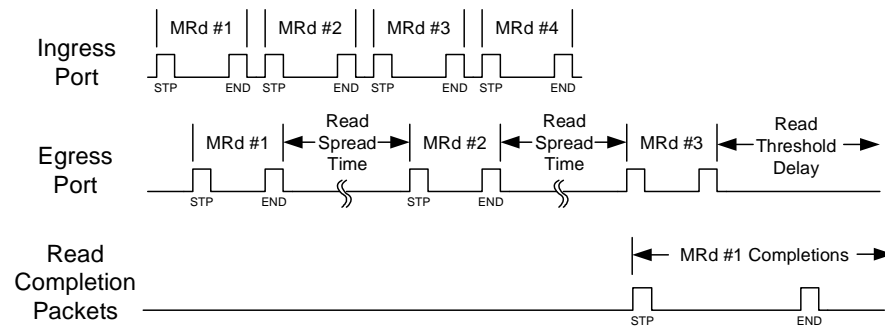 MRd #1 MRd #2 MRd #3 MRd #4
Ingress
Port
STP END STP END STP END STP END
Read
Spread
Time
Read
Spread
Time
Read
Threshold
Delay
MRd #1 MRd #2 MRd #3
Egress
Port
STP END STP END
Read
Completion
Packets
MRd #1 Completions
STP END